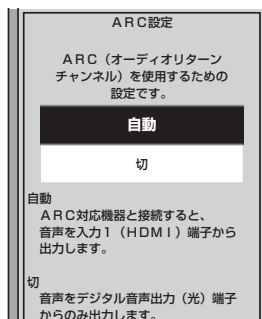 ARC設定
ARC（オーディオリターン
チャンネル）を使用するための
設定です。
自動
切
自動
ARC対応機器と接続すると、
音声を入力1（HDMI）端子から
出力します。
切
音声をデジタル音声出力（光）端子
からのみ出力します。